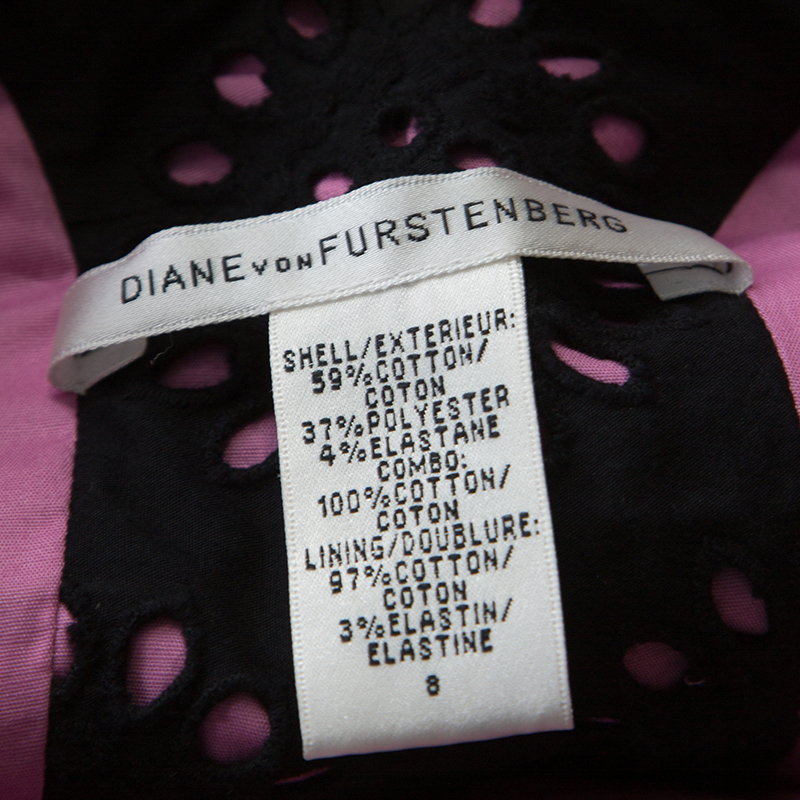 DIANE VON FURSTENBERG
SHELL/EXTERIEUR:
59%COTTON/
COTON
37%POLYESTER
4%ELASTANE
COMBO:
100%COTTON/
COTON
LINING/DOUBLURE:
97%COTTON/
COTON
3%ELASTIN/
ELASTINE
8